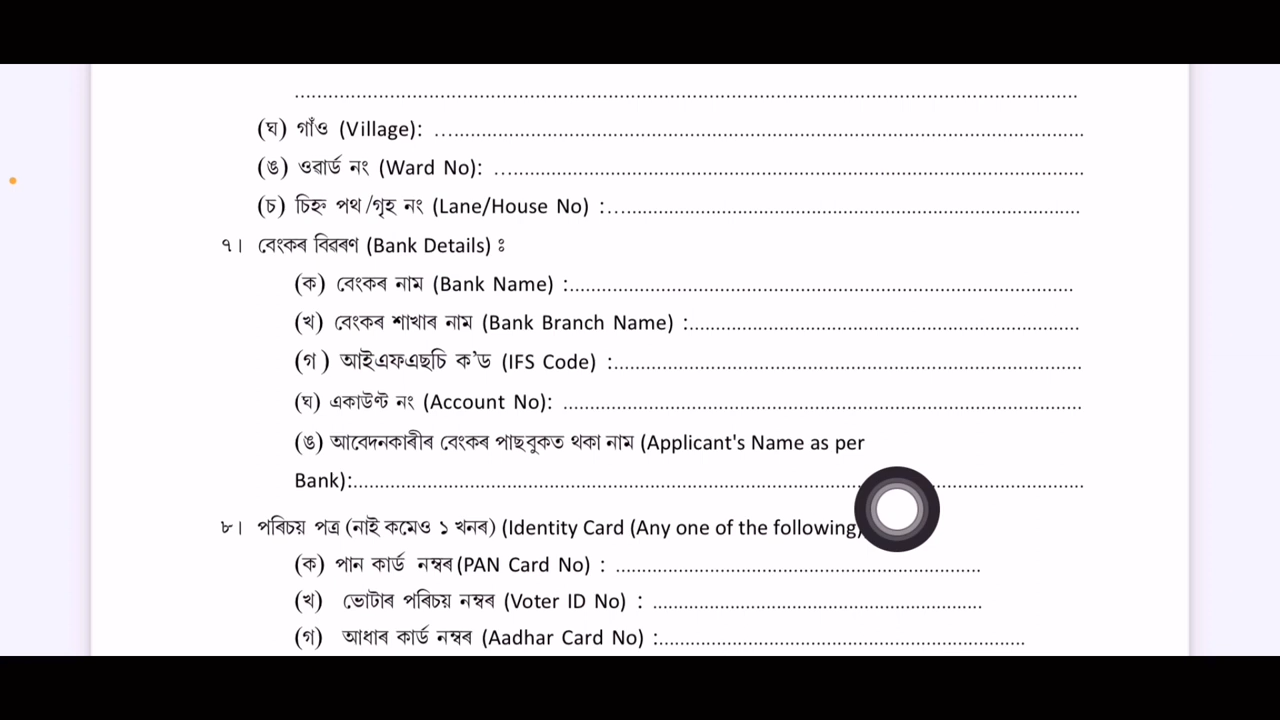 ................................................................................
(ঘ) গাঁও (Village): ................................................................................
(ঙ) ওৱাৰ্ড নং (Ward No): ................................................................................
(চ) চিহ্ন পথ /গৃহ নং (Lane/House No) :................................................................................
৭। বেংকৰ বিৱৰণ (Bank Details) ঃ
(ক) বেংকৰ নাম (Bank Name) :................................................................................
(খ) বেংকৰ শাখাৰ নাম (Bank Branch Name) :................................................................................
(গ ) আইএফএছচি ক'ড (IFS Code) :................................................................................
(ঘ) একাউণ্ট নং (Account No): ................................................................................
(ঙ) আবেদনকাৰীৰ বেংকৰ পাছবুকত থকা নাম (Applicant's Name as per
Bank):................................................................................
৮। পৰিচয় পত্ৰ (নাই কমেও ১ খনৰ) (Identity Card (Any one of the following)
(ক) পান কাৰ্ড নম্বৰ (PAN Card No) : ............................................................
(খ) ভোটাৰ পৰিচয় নম্বৰ (Voter ID No) : ............................................................
(গ) আধাৰ কাৰ্ড নম্বৰ (Aadhar Card No) :............................................................